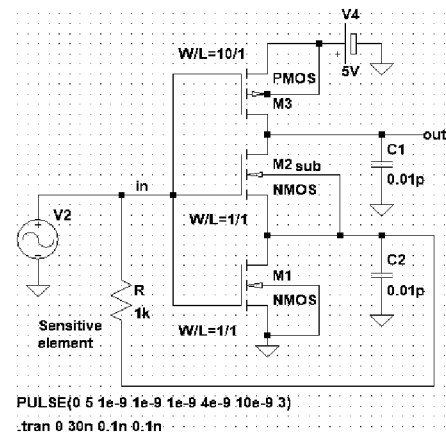 V4
W/L=10/1
+
5V
PMOS
M3
out
C1
M2 sub
0.01p
in
NMOS
V2
W/L=1/1
+
M1
C2
R
NMOS
0.01p
1k
Sensitive
element
W/L=1/1
PULSE(0 5 1e-9 1e-9 1e-9 4e-9 10e-9 3)
.tran 0 30n 0.1n 0.1n